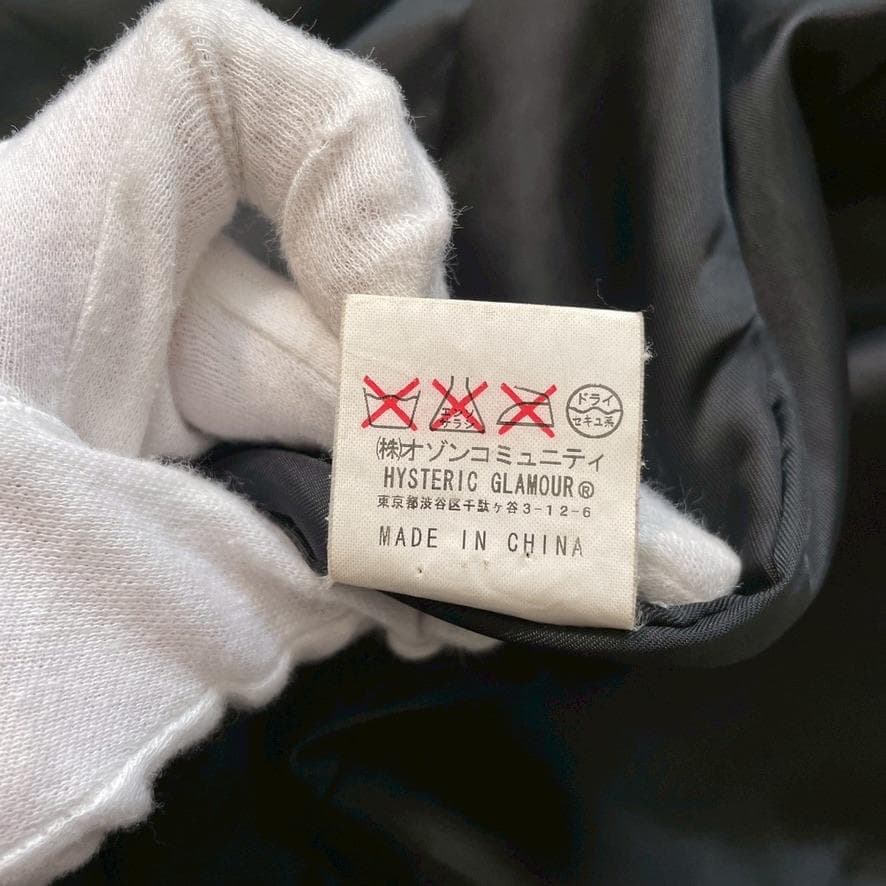 エンソ
サラシ
ドライ
セキユ系
㈱オゾンコミュニティ
HYSTERIC GLAMOUR®
東京都渋谷区千駄ヶ谷3-12-6
MADE IN CHINA